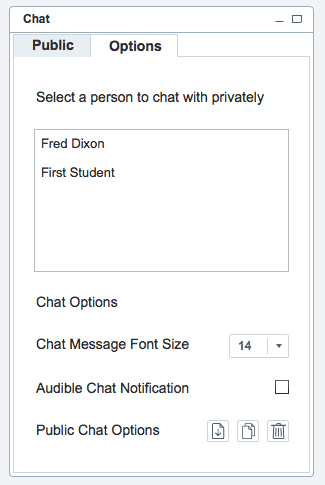 Chat
Public
Options
Select a person to chat with privately
Fred Dixon
First Student
Chat Options
Chat Message Font Size
14
Audible Chat Notification
Public Chat Options